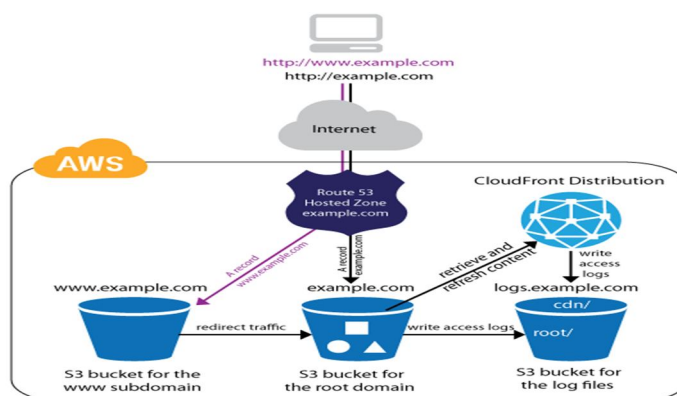 http://www.example.com
http://example.com
Internet
AWS
Route 53
Hosted Zone
example.com
CloudFront Distribution
A record
www.example.com
A record
example.com
retrieve and
refresh content
write
access
logs
www.example.com
example.com
logs.example.com
cdn/
redirect traffic
write access logs
root/
S3 bucket for the
www subdomain
S3 bucket for
the root domain
S3 bucket for
the log files